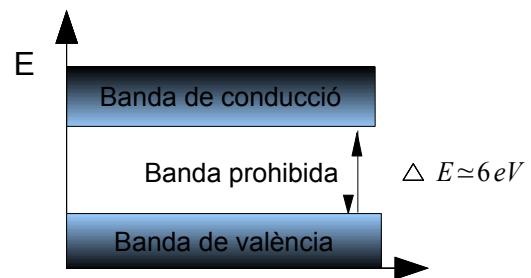 E
Banda de conducció
Banda prohibida
△ E≃6 eV
Banda de valència